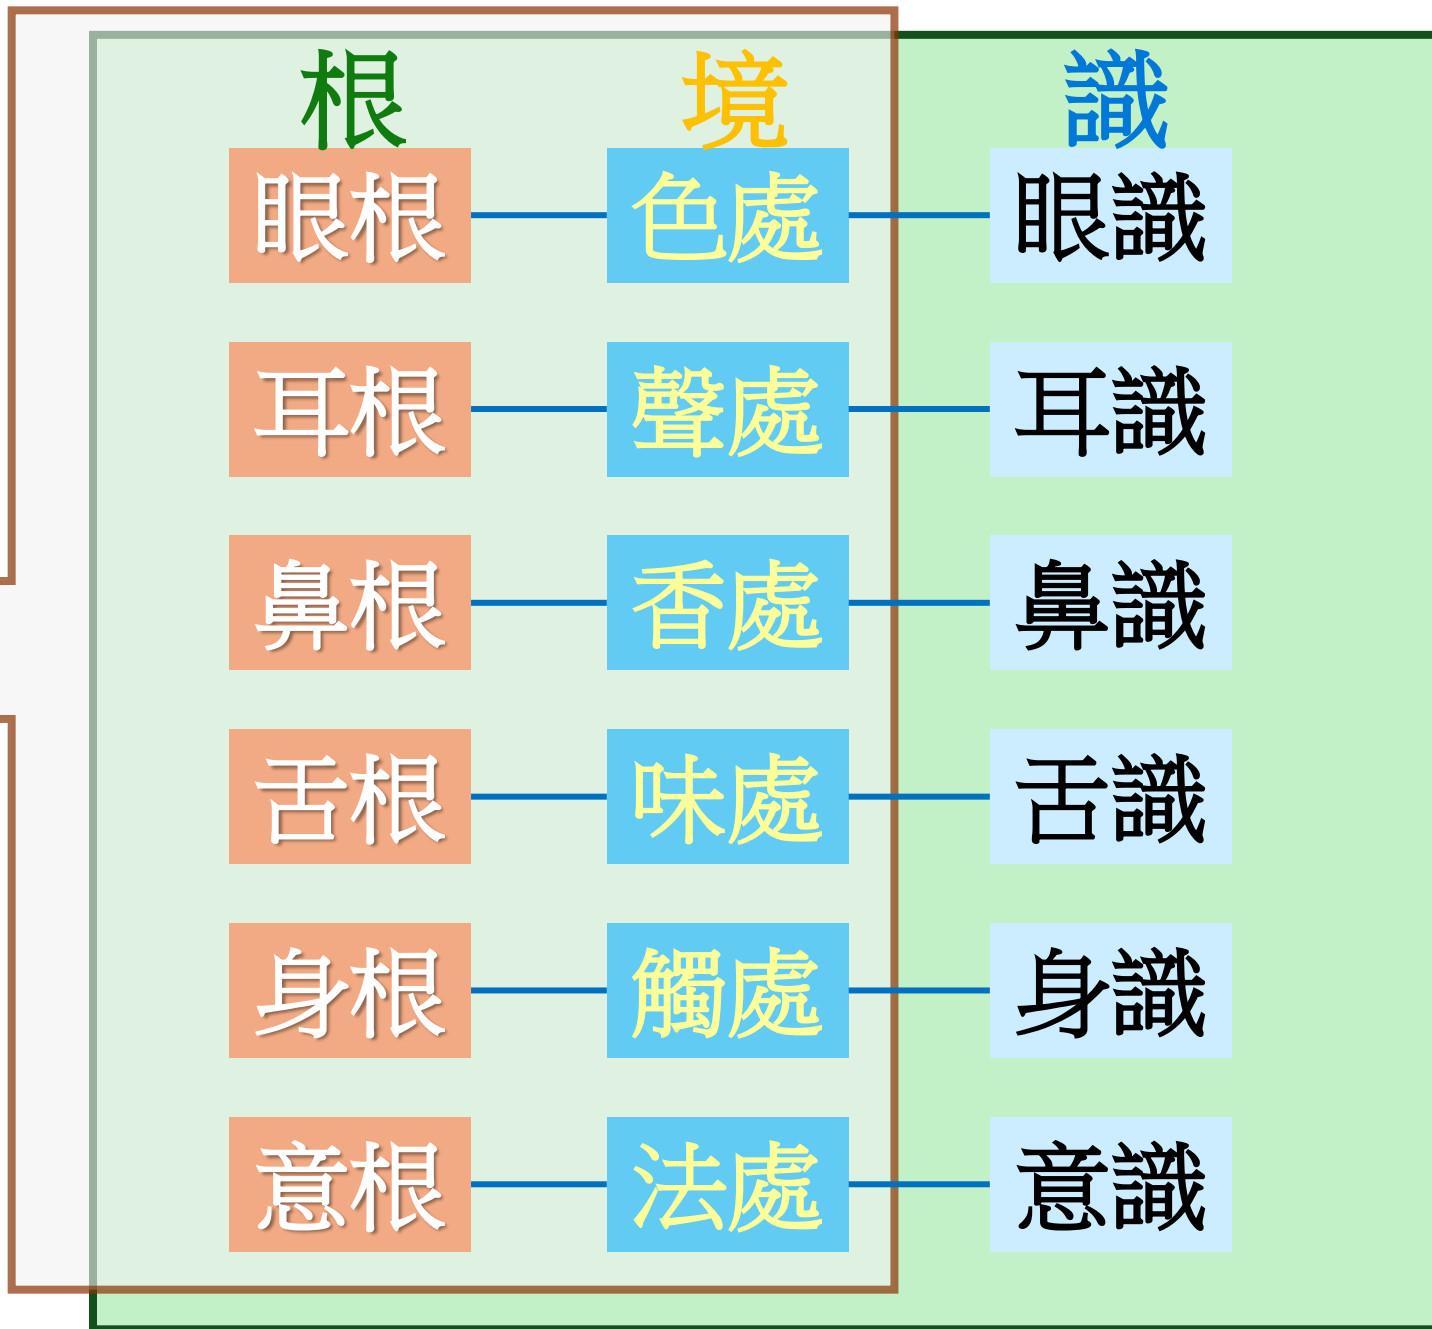 根 境 識
眼根 色處 眼識
耳根 聲處 耳識
鼻根 香處 鼻識
舌根 味處 舌識
身根 觸處 身識
意根 法處 意識